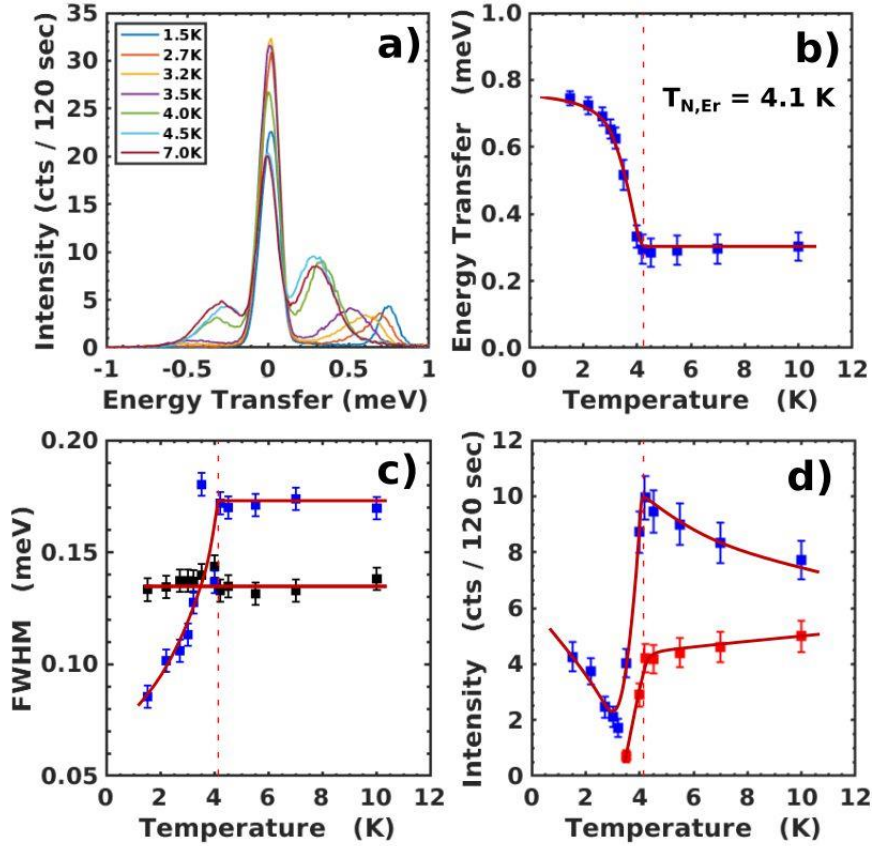 a)
35
30
25
20
15
10
5
0
Intensity (cts / 120 sec)
1.5K
2.7K
3.2K
3.5K
4.0K
4.5K
7.0K
-1 -0.5 0 0.5 1
Energy Transfer (meV)
b)
1.0
0.8
0.6
0.4
0.2
0.0
Energy Transfer (meV)
T_N,Er = 4.1 K
0 2 4 6 8 10 12
Temperature (K)
c)
0.20
0.15
0.10
0.05
FWHM (meV)
0 2 4 6 8 10 12
Temperature (K)
d)
12
10
8
6
4
2
0
Intensity (cts / 120 sec)
0 2 4 6 8 10 12
Temperature (K)